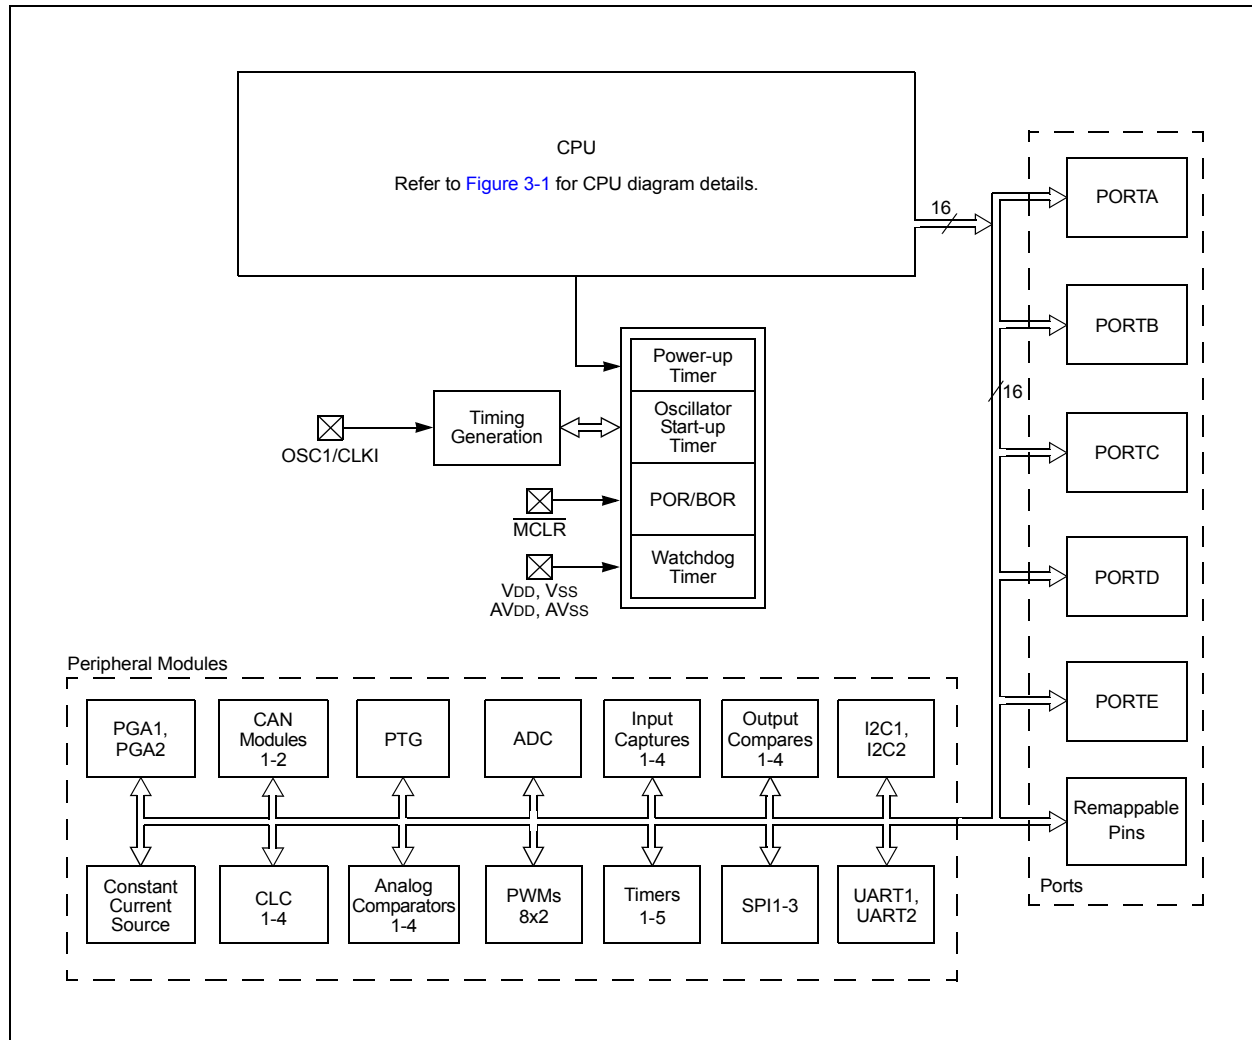 CPU
Refer to Figure 3-1 for CPU diagram details.
16
PORTA
PORTB
16
PORTC
PORTD
PORTE
Remappable
Pins
Ports
Power-up
Timer
Oscillator
Start-up
Timer
POR/BOR
Watchdog
Timer
Timing
Generation
OSC1/CLKI
MCLR
VDD, VSS
AVDD, AVSS
Peripheral Modules
PGA1,
PGA2
CAN
Modules
1-2
PTG
ADC
Input
Captures
1-4
Output
Compares
1-4
I2C1,
I2C2
Constant
Current
Source
CLC
1-4
Analog
Comparators
1-4
PWMs
8x2
Timers
1-5
SPI1-3
UART1,
UART2